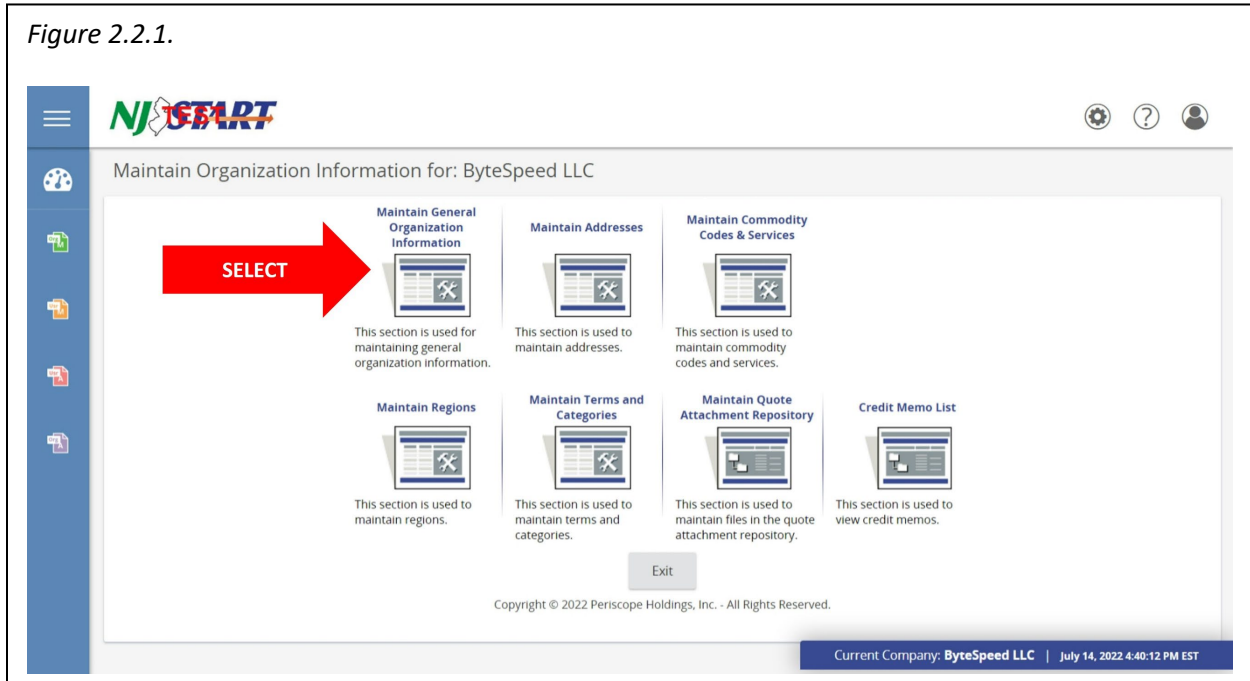 Figure 2.2.1.
NJ START
TEST
Maintain Organization Information for: ByteSpeed LLC
SELECT
Maintain General
Organization
Information
This section is used for
maintaining general
organization information.
Maintain Addresses
This section is used to
maintain addresses.
Maintain Commodity
Codes & Services
This section is used to
maintain commodity
codes and services.
Maintain Regions
This section is used to
maintain regions.
Maintain Terms and
Categories
This section is used to
maintain terms and
categories.
Maintain Quote
Attachment Repository
This section is used to
maintain files in the quote
attachment repository.
Credit Memo List
This section is used to
view credit memos.
Exit
Copyright © 2022 Periscope Holdings, Inc. - All Rights Reserved.
Current Company: ByteSpeed LLC | July 14, 2022 4:40:12 PM EST